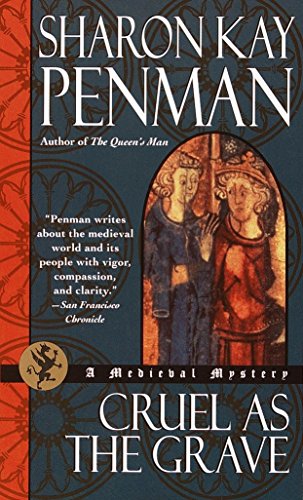 SHARON KAY
PENMAN
Author of The Queen's Man
"Penman writes
about the medieval
world and its
people with vigor,
compassion,
and clarity."
—San Francisco
Chronicle
A Medieval Mystery
CRUEL AS
THE GRAVE